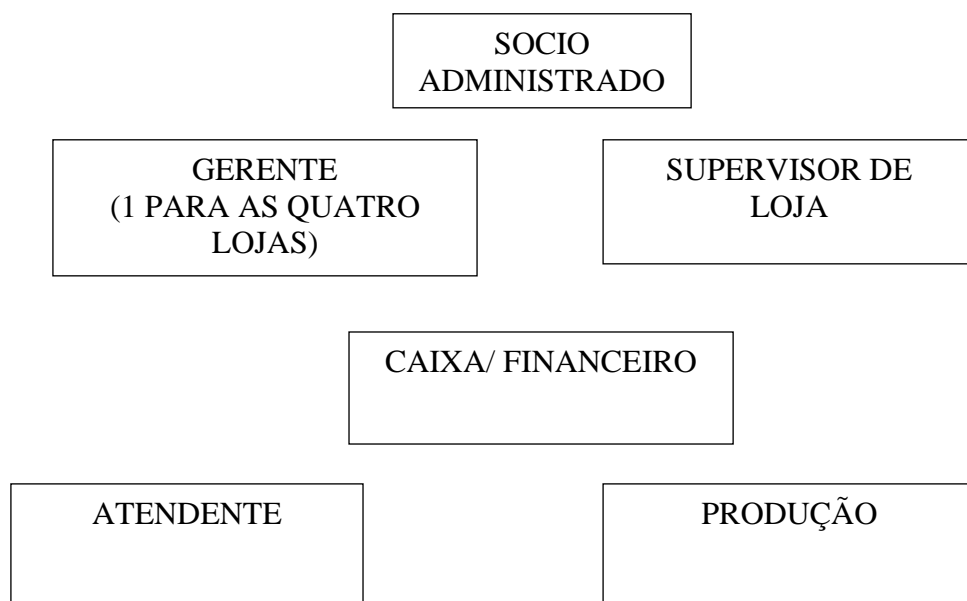 SOCIO
ADMINISTRADO
GERENTE
(1 PARA AS QUATRO
LOJAS)
SUPERVISOR DE
LOJA
CAIXA/ FINANCEIRO
ATENDENTE
PRODUÇÃO